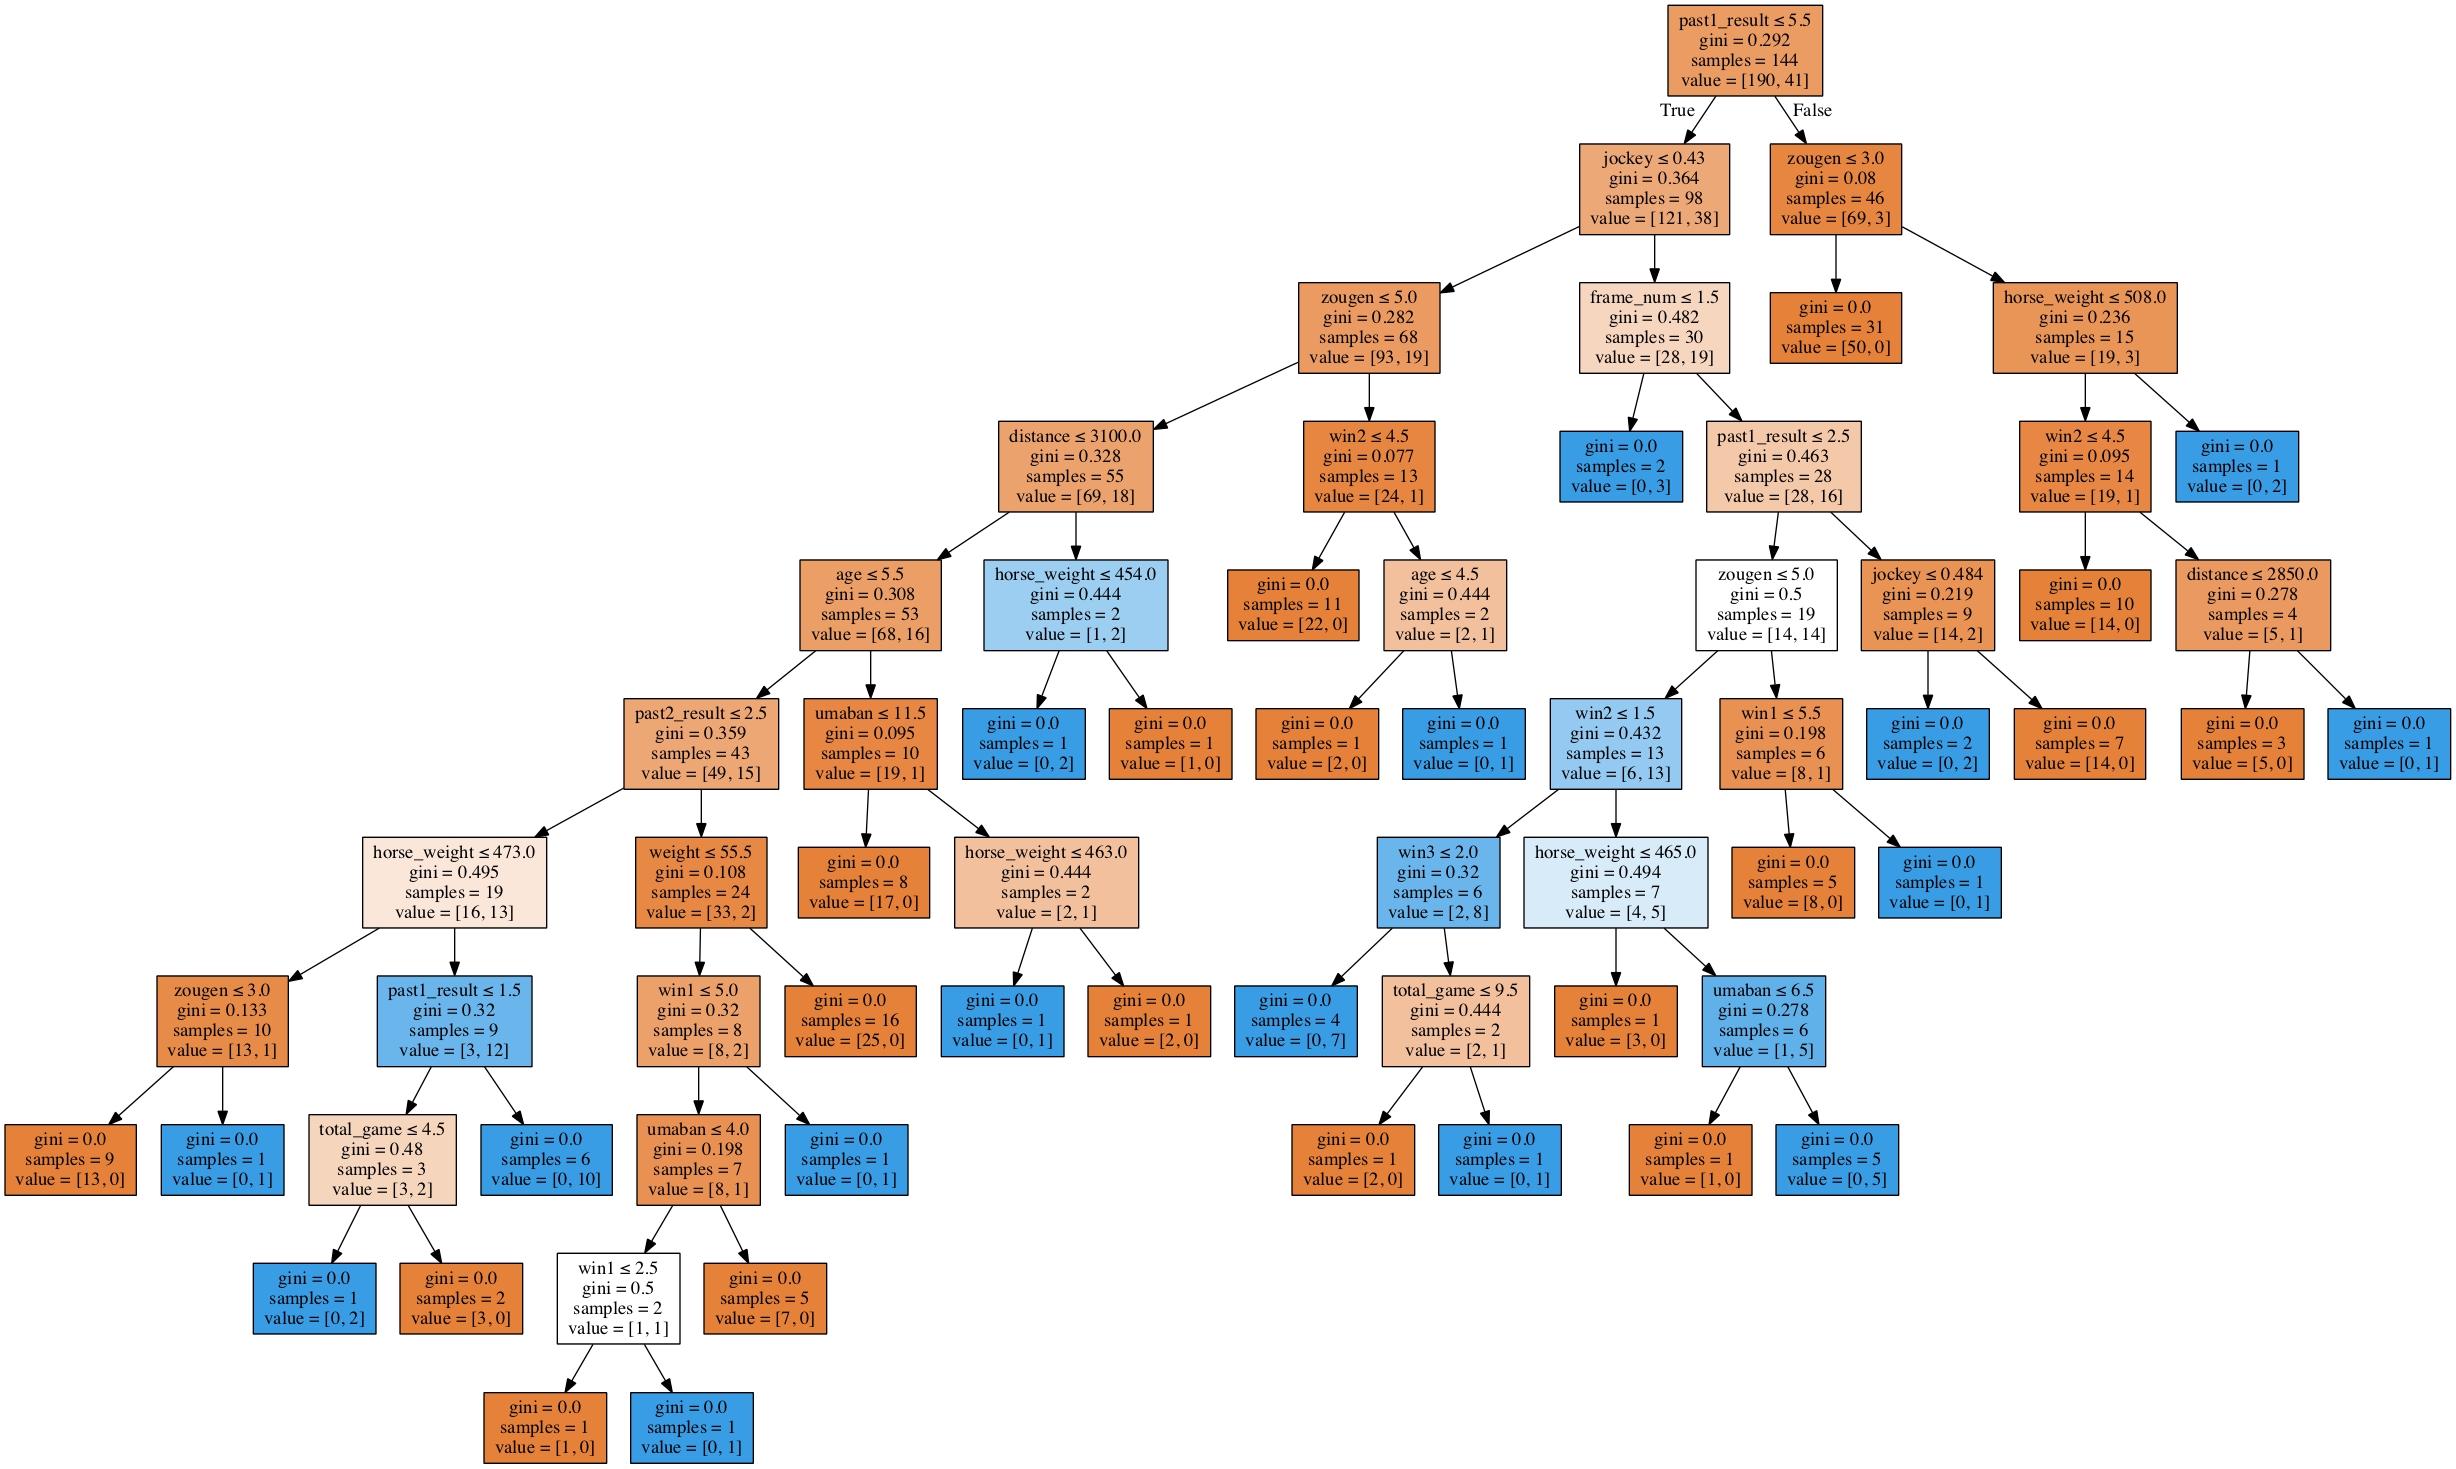 past1_result ≤ 5.5
gini = 0.292
samples = 144
value = [190, 41]
True
False
jockey ≤ 0.43
gini = 0.364
samples = 98
value = [121, 38]
zougen ≤ 3.0
gini = 0.08
samples = 46
value = [69, 3]
zougen ≤ 5.0
gini = 0.282
samples = 68
value = [93, 19]
frame_num ≤ 1.5
gini = 0.482
samples = 30
value = [28, 19]
gini = 0.0
samples = 31
value = [50, 0]
horse_weight ≤ 508.0
gini = 0.236
samples = 15
value = [19, 3]
distance ≤ 3100.0
gini = 0.328
samples = 55
value = [69, 18]
win2 ≤ 4.5
gini = 0.077
samples = 13
value = [24, 1]
gini = 0.0
samples = 2
value = [0, 3]
past1_result ≤ 2.5
gini = 0.463
samples = 28
value = [28, 16]
win2 ≤ 4.5
gini = 0.095
samples = 14
value = [19, 1]
gini = 0.0
samples = 1
value = [0, 2]
age ≤ 5.5
gini = 0.308
samples = 53
value = [68, 16]
horse_weight ≤ 454.0
gini = 0.444
samples = 2
value = [1, 2]
gini = 0.0
samples = 11
value = [22, 0]
age ≤ 4.5
gini = 0.444
samples = 2
value = [2, 1]
zougen ≤ 5.0
gini = 0.5
samples = 19
value = [14, 14]
jockey ≤ 0.484
gini = 0.219
samples = 9
value = [14, 2]
gini = 0.0
samples = 10
value = [14, 0]
distance ≤ 2850.0
gini = 0.278
samples = 4
value = [5, 1]
past2_result ≤ 2.5
gini = 0.359
samples = 43
value = [49, 15]
umaban ≤ 11.5
gini = 0.095
samples = 10
value = [19, 1]
gini = 0.0
samples = 1
value = [0, 2]
gini = 0.0
samples = 1
value = [1, 0]
gini = 0.0
samples = 1
value = [2, 0]
gini = 0.0
samples = 1
value = [0, 1]
win2 ≤ 1.5
gini = 0.432
samples = 13
value = [6, 13]
win1 ≤ 5.5
gini = 0.198
samples = 6
value = [8, 1]
gini = 0.0
samples = 2
value = [0, 2]
gini = 0.0
samples = 7
value = [14, 0]
gini = 0.0
samples = 3
value = [5, 0]
gini = 0.0
samples = 1
value = [0, 1]
horse_weight ≤ 473.0
gini = 0.495
samples = 19
value = [16, 13]
weight ≤ 55.5
gini = 0.108
samples = 24
value = [33, 2]
gini = 0.0
samples = 8
value = [17, 0]
horse_weight ≤ 463.0
gini = 0.444
samples = 2
value = [2, 1]
win3 ≤ 2.0
gini = 0.32
samples = 6
value = [2, 8]
horse_weight ≤ 465.0
gini = 0.494
samples = 7
value = [4, 5]
gini = 0.0
samples = 5
value = [8, 0]
gini = 0.0
samples = 1
value = [0, 1]
zougen ≤ 3.0
gini = 0.133
samples = 10
value = [13, 1]
past1_result ≤ 1.5
gini = 0.32
samples = 9
value = [3, 12]
win1 ≤ 5.0
gini = 0.32
samples = 8
value = [8, 2]
gini = 0.0
samples = 16
value = [25, 0]
gini = 0.0
samples = 1
value = [0, 1]
gini = 0.0
samples = 1
value = [2, 0]
gini = 0.0
samples = 4
value = [0, 7]
total_game ≤ 9.5
gini = 0.444
samples = 2
value = [2, 1]
gini = 0.0
samples = 1
value = [3, 0]
umaban ≤ 6.5
gini = 0.278
samples = 6
value = [1, 5]
gini = 0.0
samples = 9
value = [13, 0]
gini = 0.0
samples = 1
value = [0, 1]
total_game ≤ 4.5
gini = 0.48
samples = 3
value = [3, 2]
gini = 0.0
samples = 6
value = [0, 10]
umaban ≤ 4.0
gini = 0.198
samples = 7
value = [8, 1]
gini = 0.0
samples = 1
value = [0, 1]
gini = 0.0
samples = 1
value = [2, 0]
gini = 0.0
samples = 1
value = [0, 1]
gini = 0.0
samples = 1
value = [1, 0]
gini = 0.0
samples = 5
value = [0, 5]
gini = 0.0
samples = 1
value = [0, 2]
gini = 0.0
samples = 2
value = [3, 0]
win1 ≤ 2.5
gini = 0.5
samples = 2
value = [1, 1]
gini = 0.0
samples = 5
value = [7, 0]
gini = 0.0
samples = 1
value = [1, 0]
gini = 0.0
samples = 1
value = [0, 1]